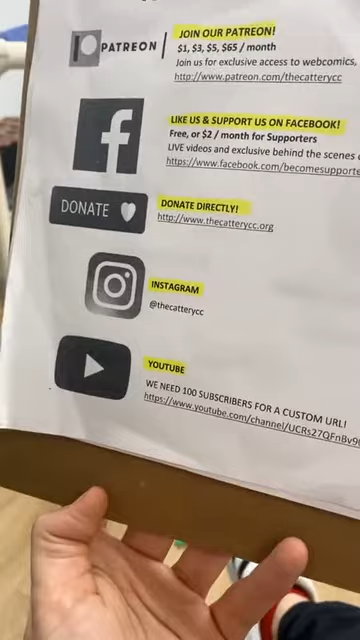 JOIN OUR PATREON!
PATREON
$1, $3, $5, $65 / month
Join us for exclusive access to webcomics,
http://www.patreon.com/thecatterycc
LIKE US & SUPPORT US ON FACEBOOK!
Free, or $2 / month for Supporters
LIVE videos and exclusive behind the scenes
https://www.facebook.com/becomesupporte
DONATE
DONATE DIRECTLY!
http://www.thecatterycc.org
INSTAGRAM
@thecatterycc
YOUTUBE
WE NEED 100 SUBSCRIBERS FOR A CUSTOM URL!
https://www.youtube.com/channel/UCRs27QFnBv9